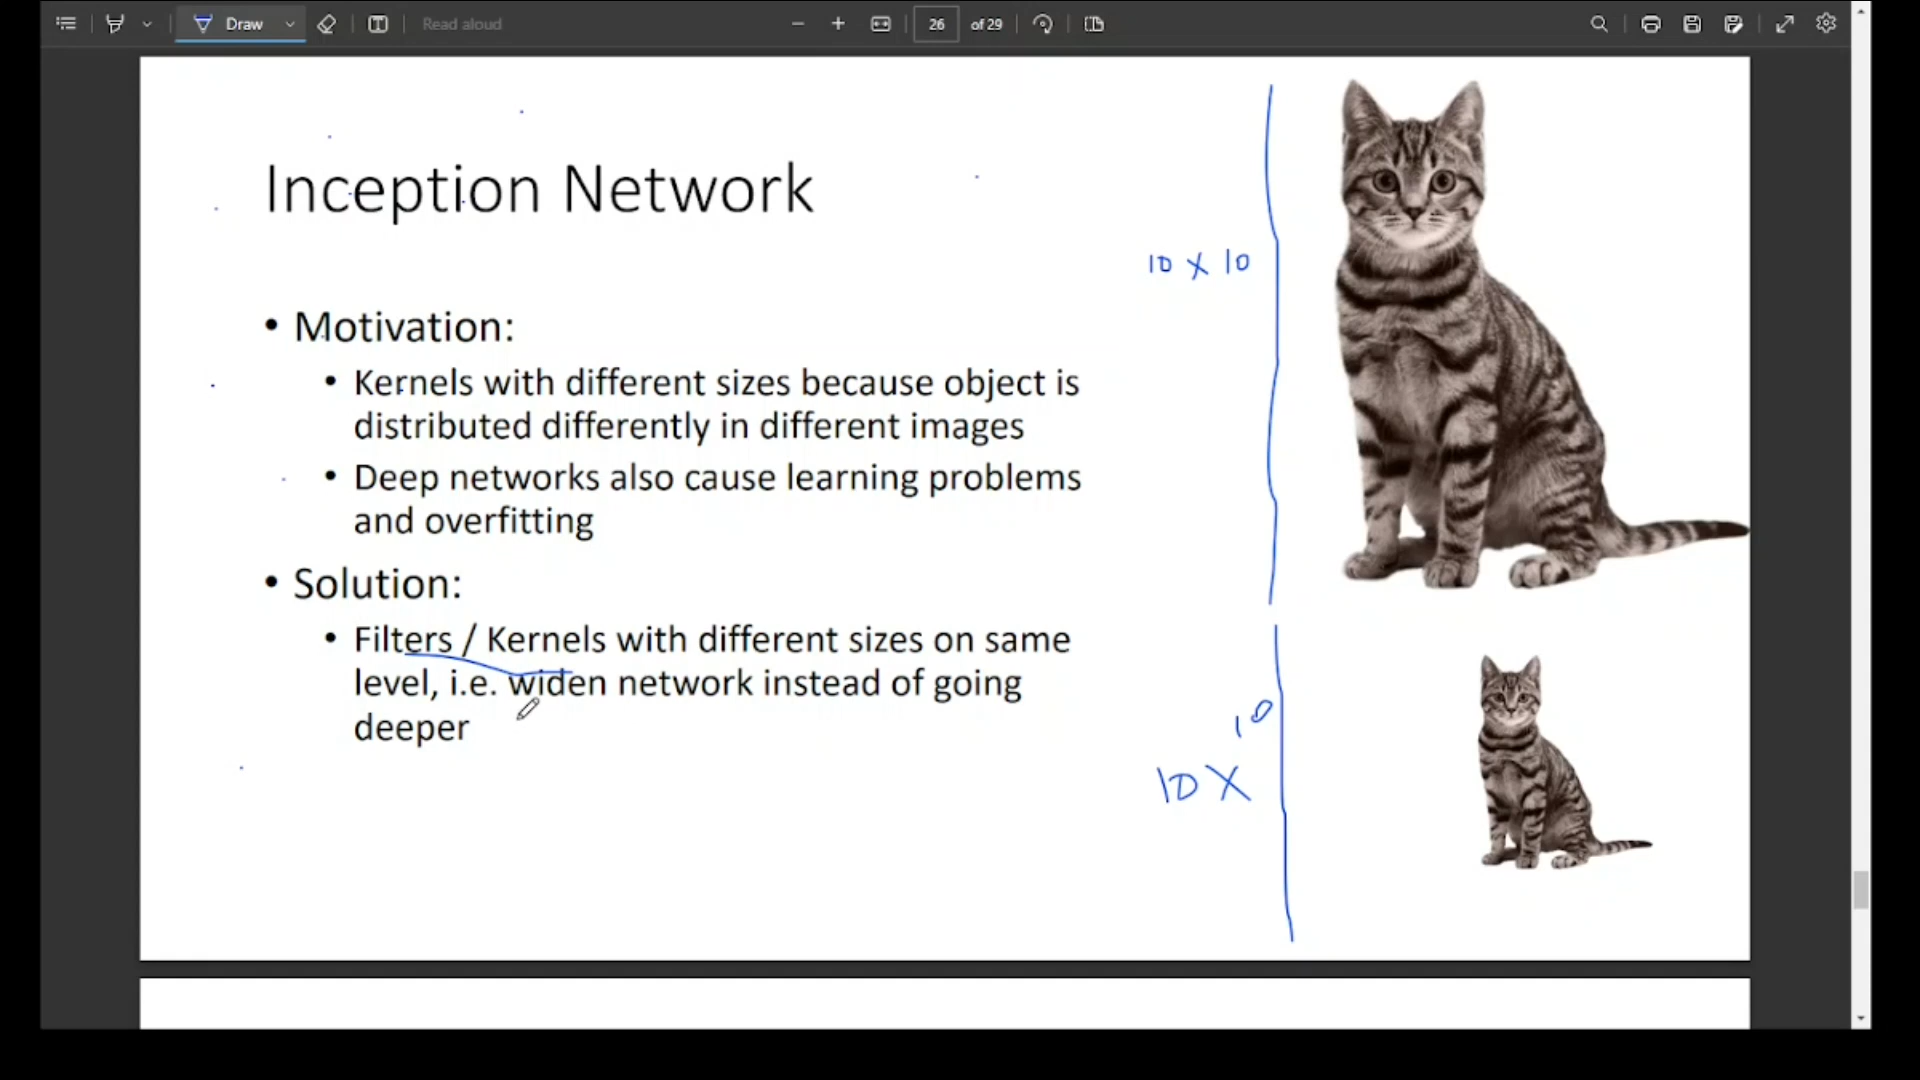 Draw
Read aloud
26
of 29
Inception Network
• Motivation:
• Kernels with different sizes because object is
distributed differently in different images
• Deep networks also cause learning problems
and overfitting
• Solution:
• Filters / Kernels with different sizes on same
level, i.e. widen network instead of going
deeper
10 X 10
10
10 X